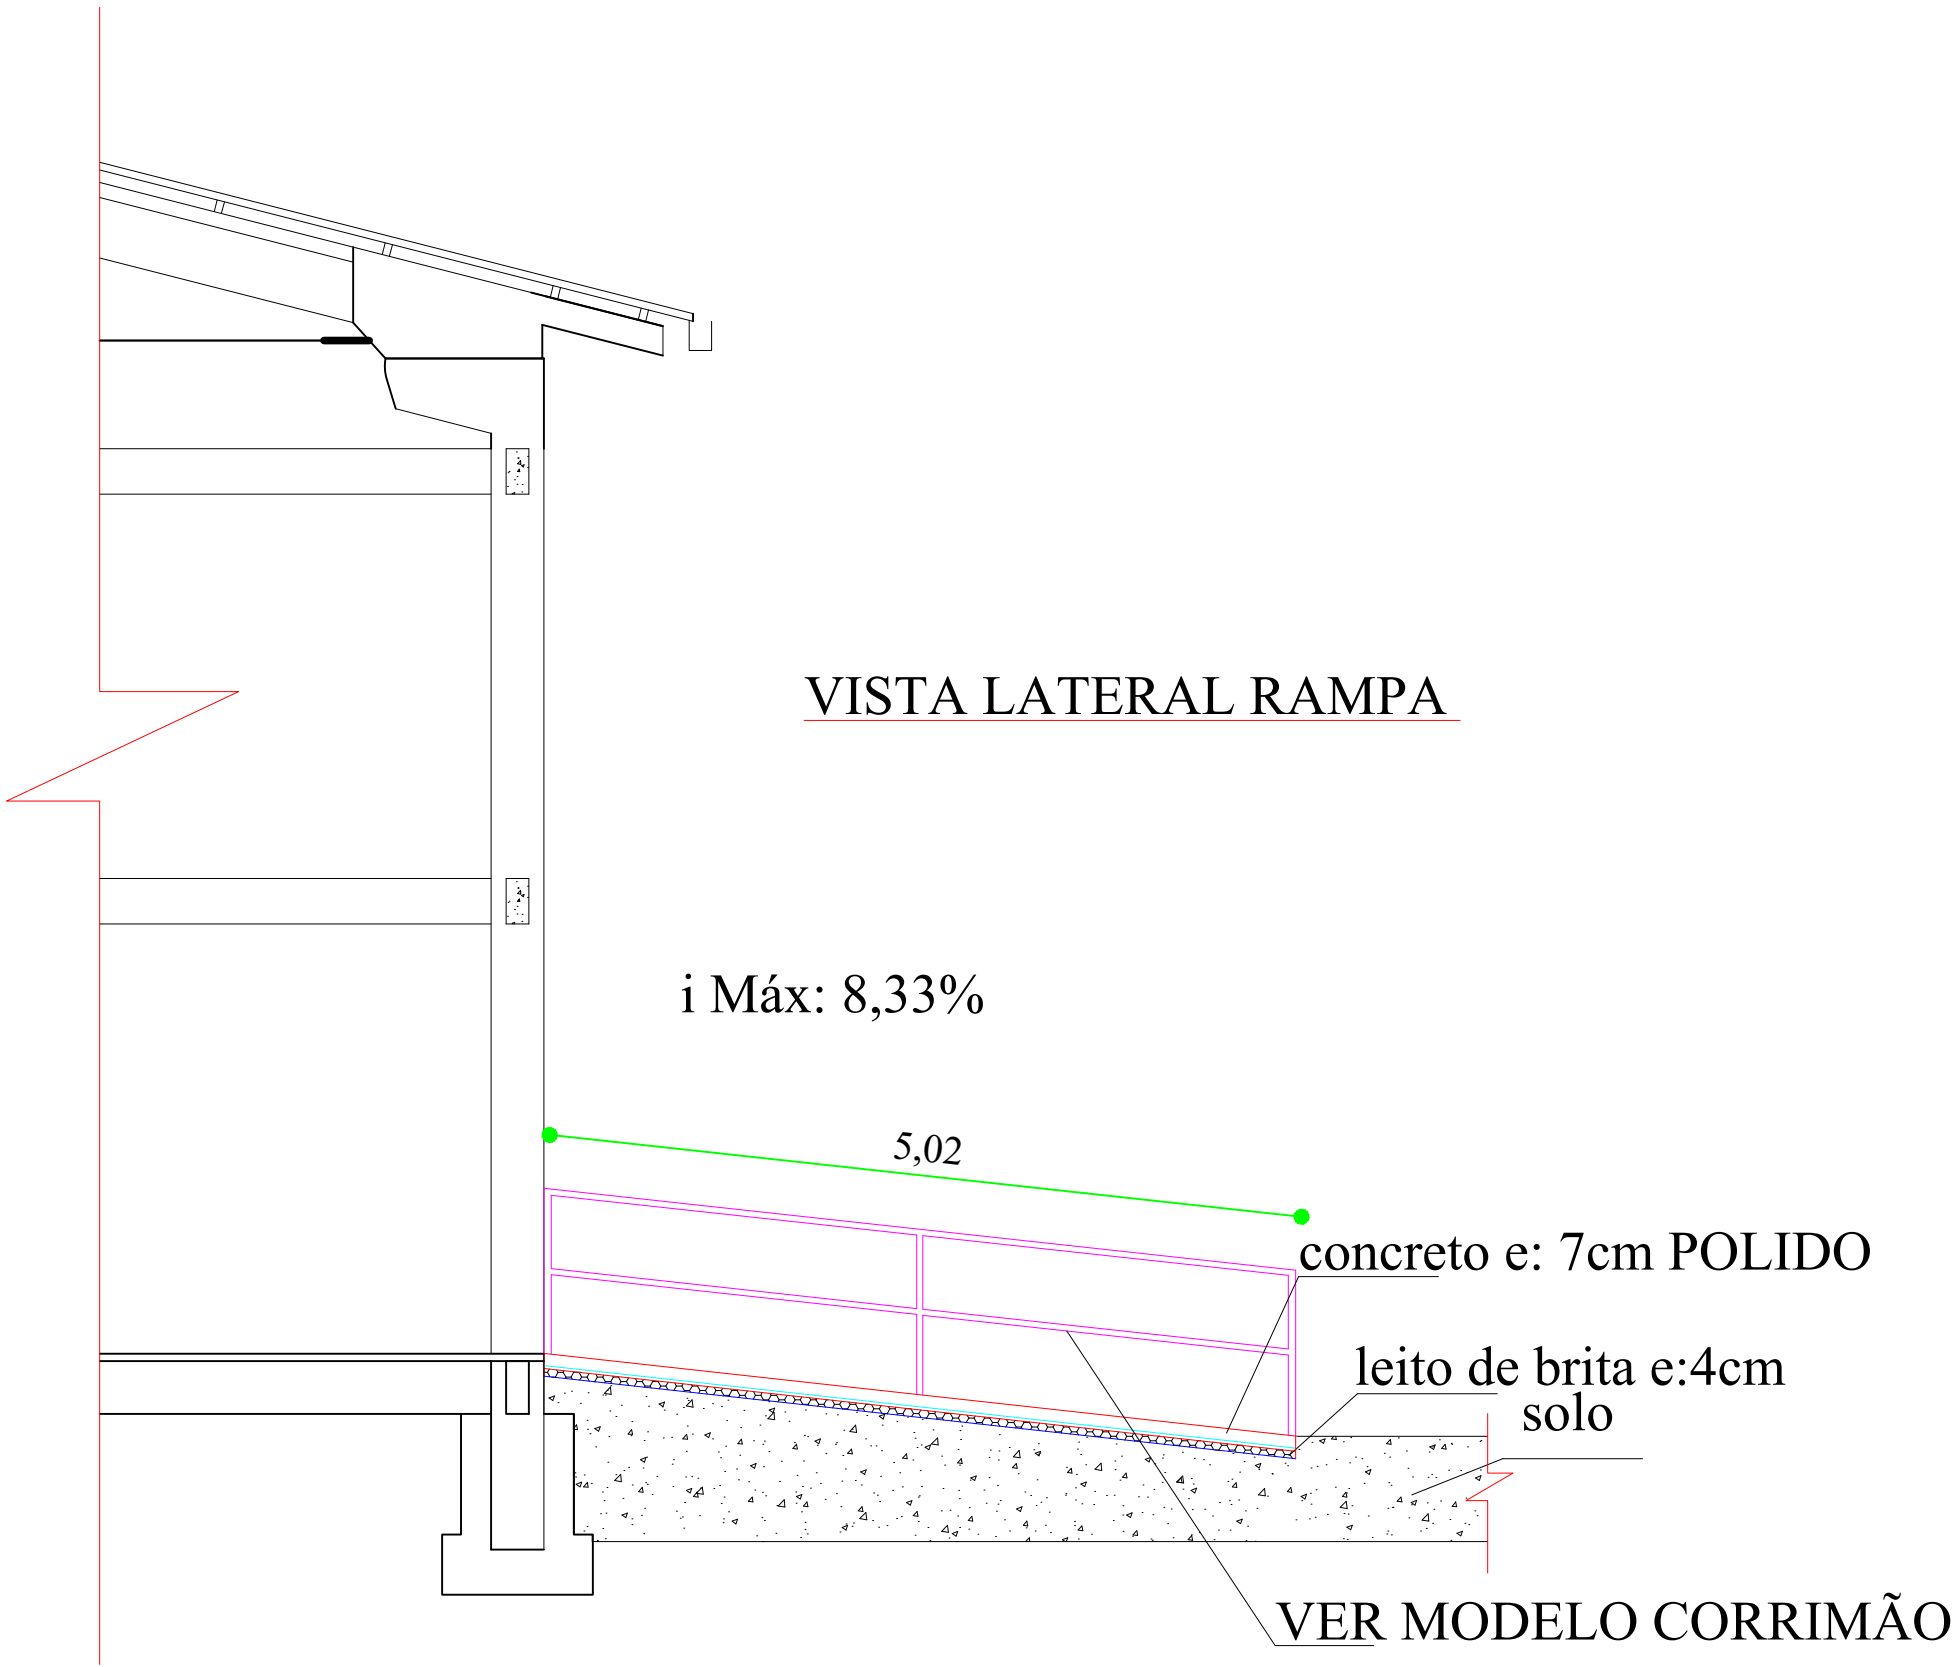 VISTA LATERAL RAMPA
i Máx: 8,33%
5,02
concreto e: 7cm POLIDO
leito de brita e:4cm
solo
VER MODELO CORRIMÃO